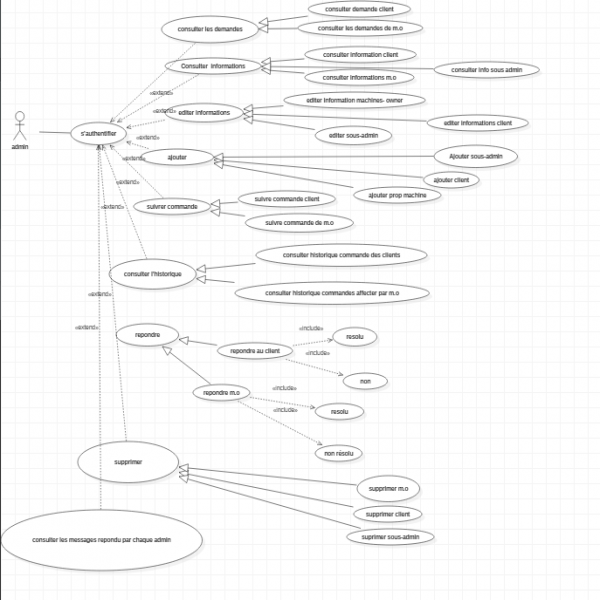 consulter demande client
consulter les demandes
consulter les demandes de m.o
consulter information client
Consulter informations
consulter info sous admin
consulter informations m.o
«extend»
editer information machines- owner
«extend»
editer informations
editer informations client
admin
s'authentifier
«extend»
editer sous-admin
«extend»
ajouter
Ajouter sous-admin
«extend»
ajouter client
ajouter prop machine
suivre commande client
«extend»
suivrer commande
suivre commande de m.o
consulter historique commande des clients
consulter l'historique
«extend»
consulter historique commandes affecter par m.o
«extend»
«include»
repondre
resolu
repondre au client
«include»
non
repondre m.o
«include»
«include»
resolu
non résolu
supprimer
supprimer m.o
supprimer client
suprimer sous-admin
consulter les messages repondu par chaque admin